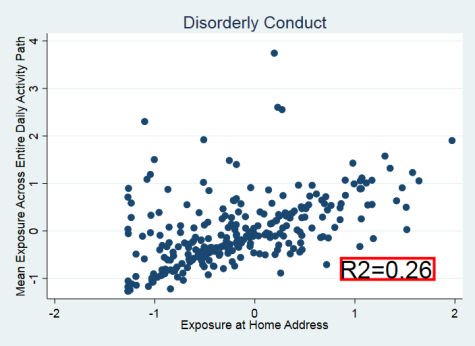 Disorderly Conduct
Mean Exposure Across Entire Daily Activity Path
4
3
2
1
0
-1
R2=0.26
-2
-1
0
1
2
Exposure at Home Address